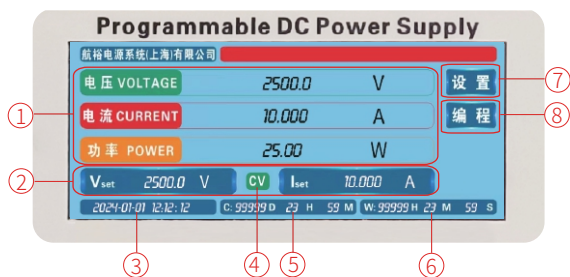 Programmable DC Power Supply
航裕电源系统(上海)有限公司
电压 VOLTAGE 2500.0 V 设置
① 电流 CURRENT 10.000 A 编程 ⑦ ⑧
功率 POWER 25.00 W
② Vset 2500.0 V CV Iset 10.000 A
2024-01-01 12:12:12 C: 99999 D 23 H 59 M W: 99999 H 23 M 59 S
③ ④ ⑤ ⑥